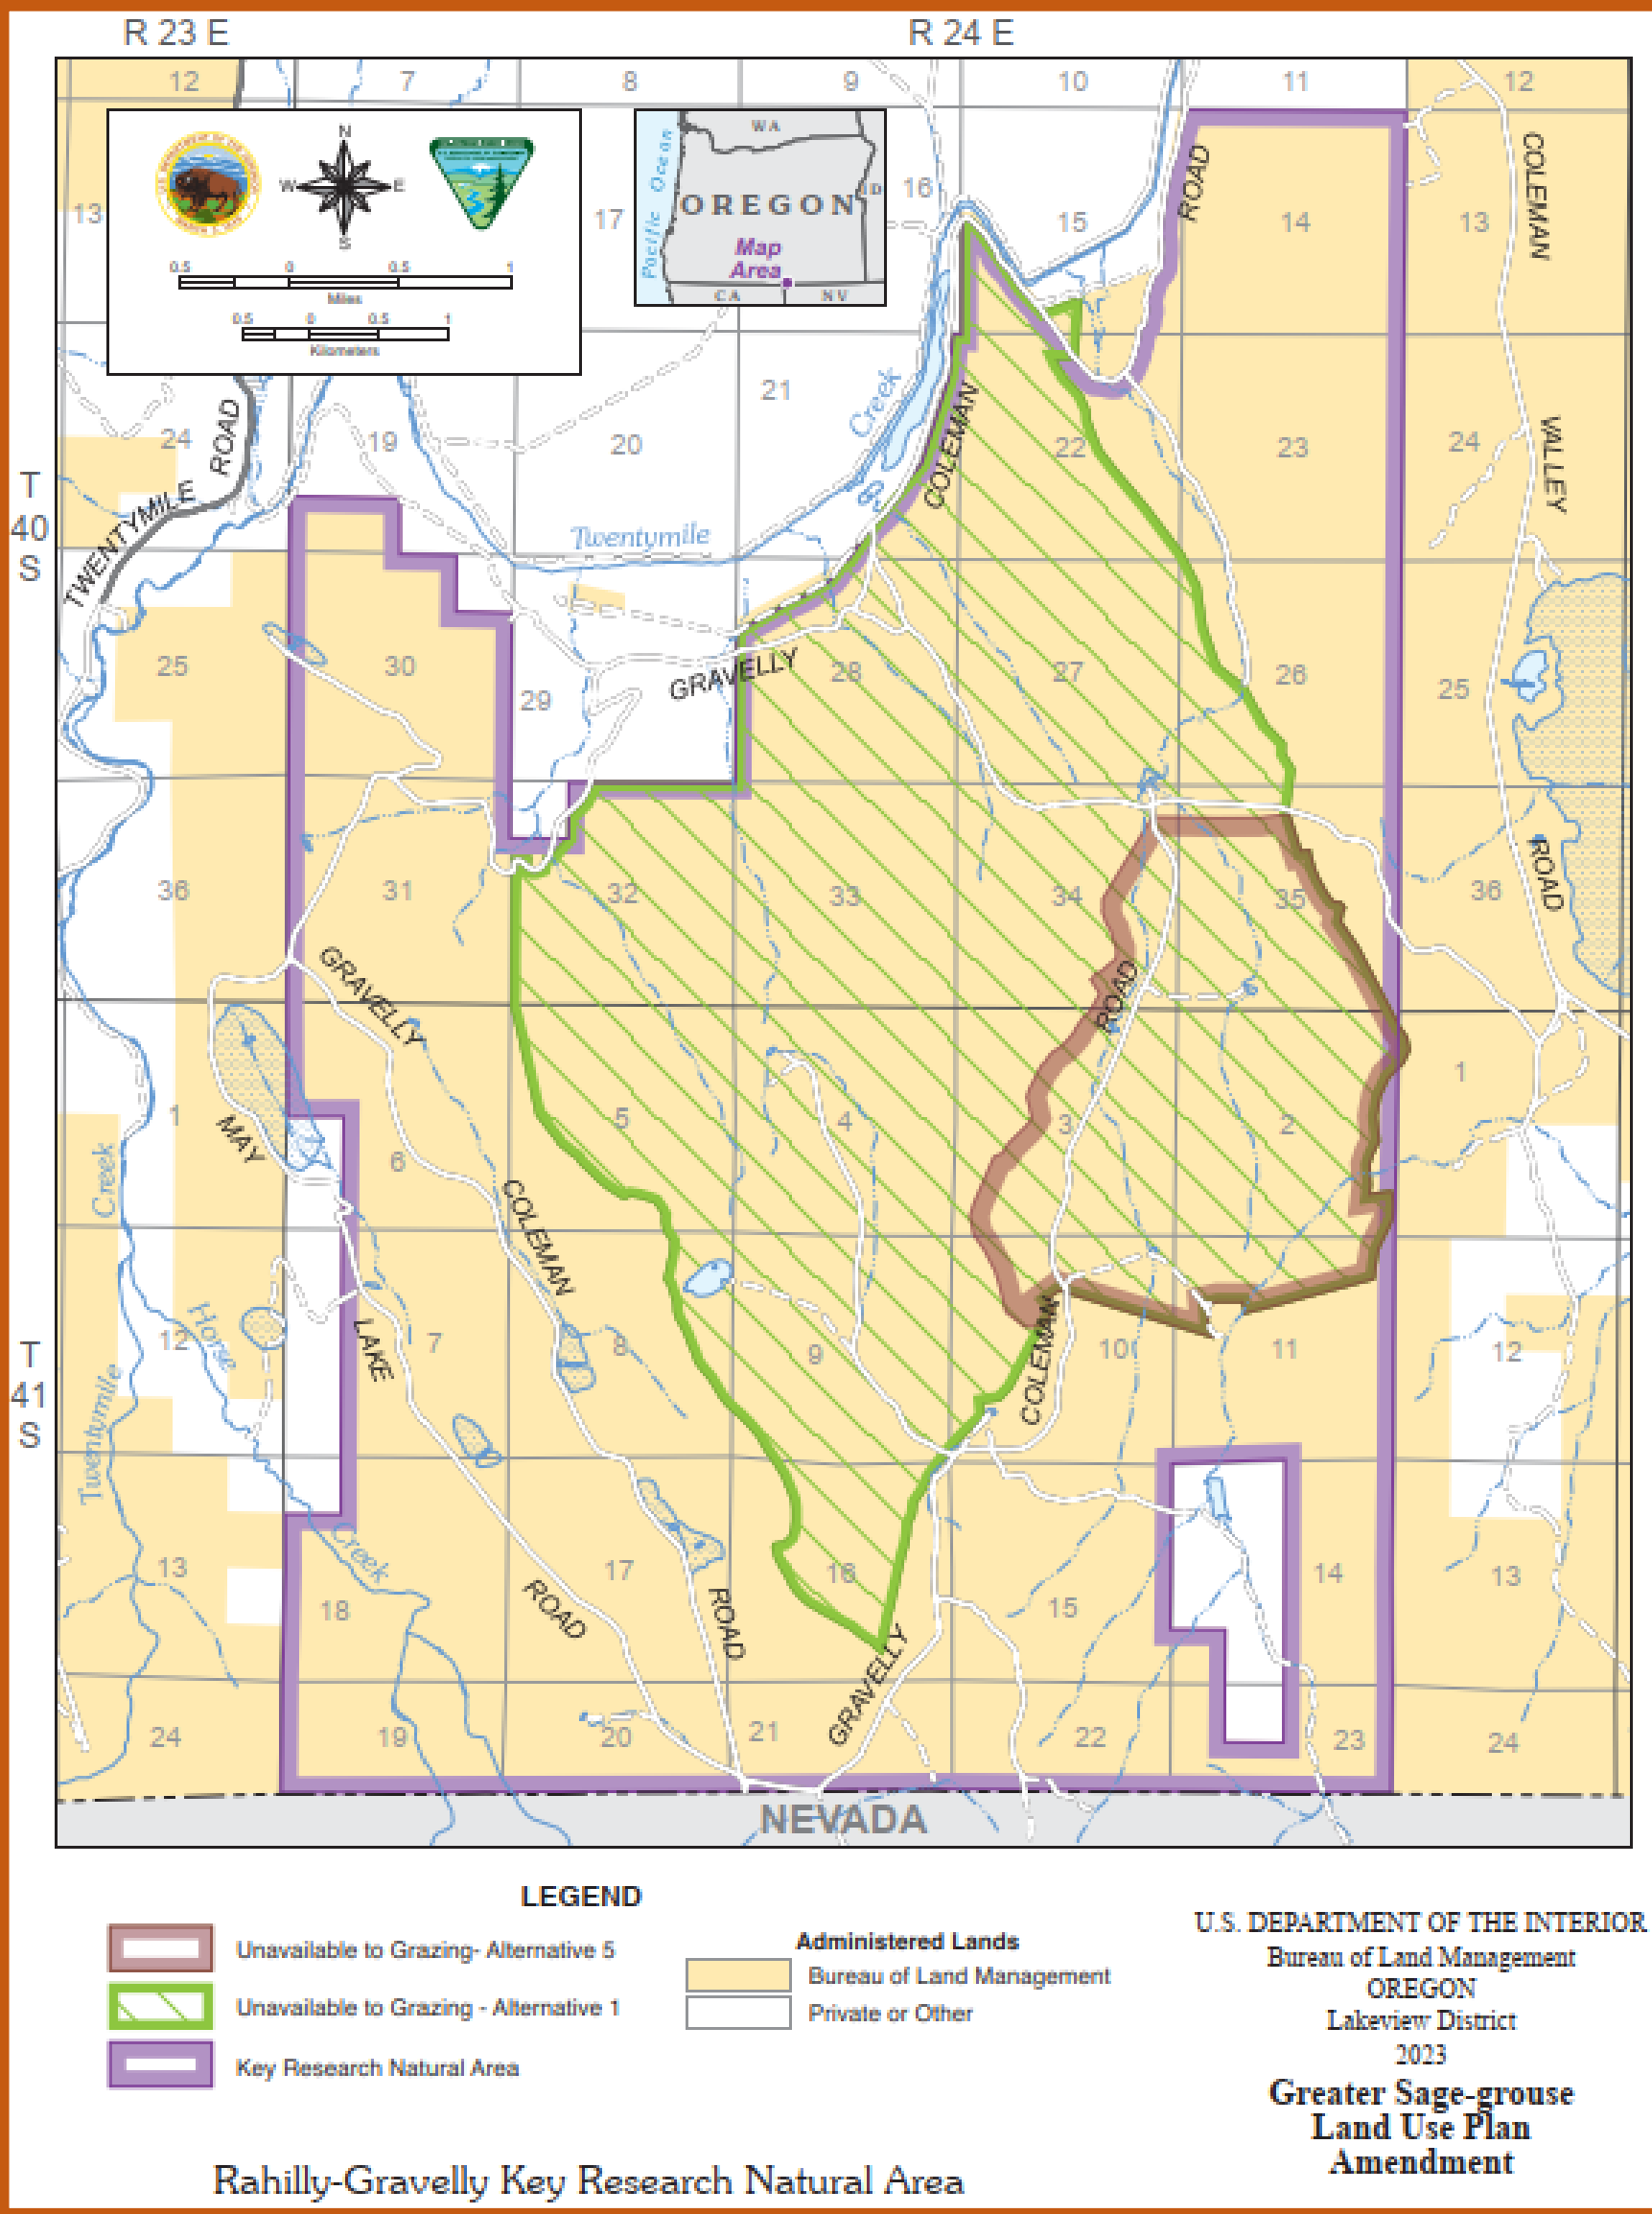 R 23 E
R 24 E
12
7
8
9
10
11
12
N
W
E
S
0.5
0
0.5
1
Miles
0.5
0
0.5
1
Kilometers
WA
Pacific Ocean
OREGON
ID
Map
Area
CA
NV
13
17
16
15
ROAD
14
13
COLEMAN
T
40
S
24
ROAD
TWENTYMILE
19
20
21
Creek
COLEMAN
22
23
24
VALLEY
Twentymile
25
30
29
GRAVELLY
28
27
26
25
36
31
32
33
34
35
36
ROAD
GRAVELLY
ROAD
1
MAY
6
5
4
3
2
1
Creek
COLEMAN
T
41
S
12
Horse
LAKE
7
8
9
COLEMAN
10
11
12
Twentymile
13
Creek
18
17
ROAD
ROAD
16
15
14
13
GRAVELLY
24
19
20
21
22
23
24
NEVADA
LEGEND
Unavailable to Grazing- Alternative 5
Unavailable to Grazing - Alternative 1
Key Research Natural Area
Administered Lands
Bureau of Land Management
Private or Other
U.S. DEPARTMENT OF THE INTERIOR
Bureau of Land Management
OREGON
Lakeview District
2023
Greater Sage-grouse
Land Use Plan
Amendment
Rahilly-Gravelly Key Research Natural Area